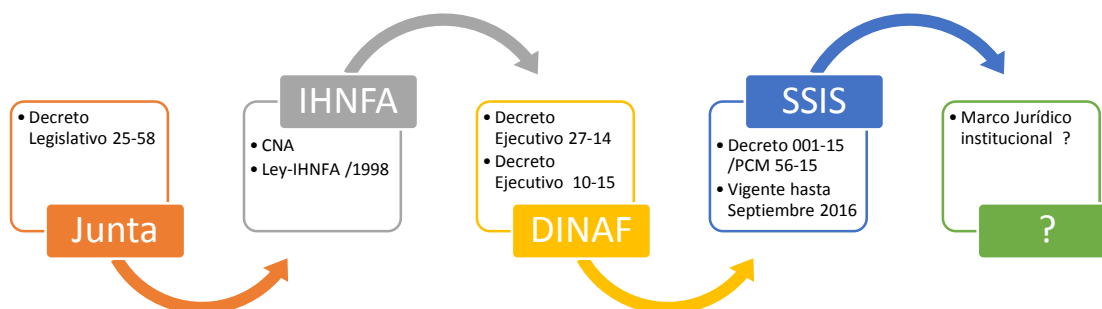 • Decreto
Legislativo 25-58
Junta
IHNFA
• CNA
• Ley-IHNFA /1998
• Decreto
Ejecutivo 27-14
• Decreto
Ejecutivo 10-15
DINAF
SSIS
• Decreto 001-15
/PCM 56-15
• Vigente hasta
Septiembre 2016
• Marco Jurídico
institucional ?
?